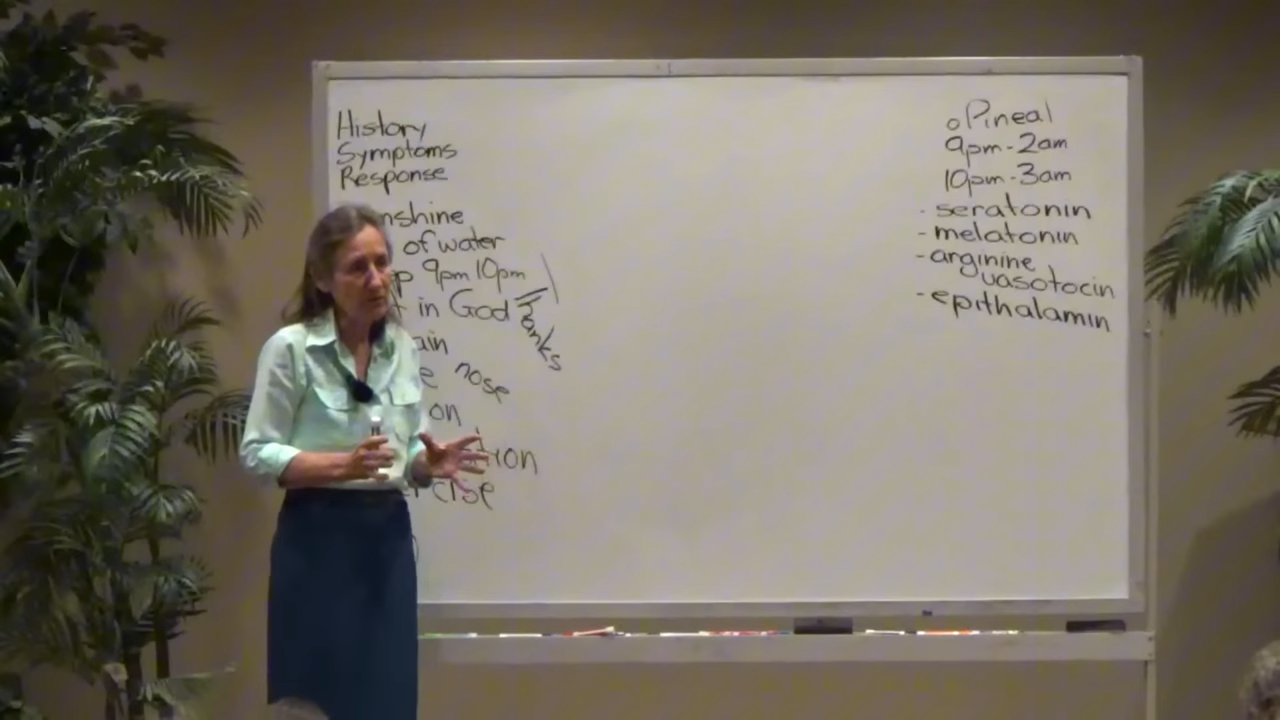 History
Symptoms
Response
nshine
of water
p 9pm 10pm
t in God Thanks
ain
e nose
on
ron
rcise
o Pineal
9pm-2am
10pm-3am
- seratonin
- melatonin
- arginine
vasotocin
- epithalamin